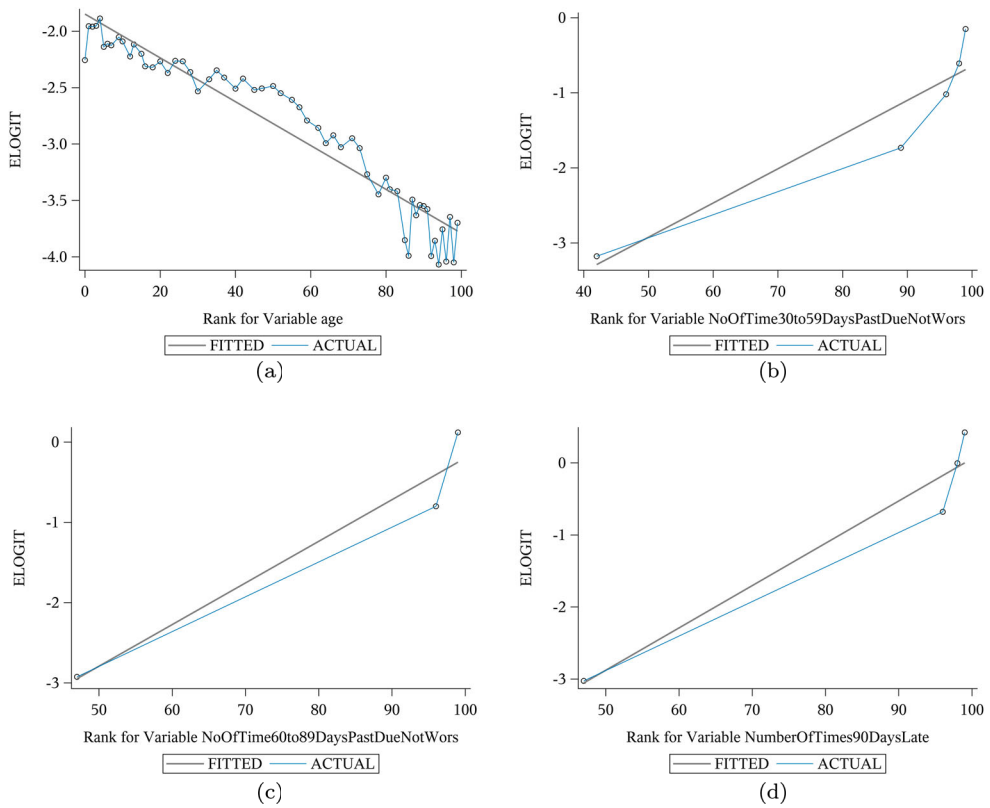 -2.0
-2.5
-3.0
-3.5
-4.0
ELOGIT
0 20 40 60 80 100
Rank for Variable age
FITTED ACTUAL
(a)
0
-1
-2
-3
ELOGIT
40 50 60 70 80 90 100
Rank for Variable NoOfTime30to59DaysPastDueNotWors
FITTED ACTUAL
(b)
0
-1
-2
-3
ELOGIT
50 60 70 80 90 100
Rank for Variable NoOfTime60to89DaysPastDueNotWors
FITTED ACTUAL
(c)
0
-1
-2
-3
ELOGIT
50 60 70 80 90 100
Rank for Variable NumberOfTimes90DaysLate
FITTED ACTUAL
(d)